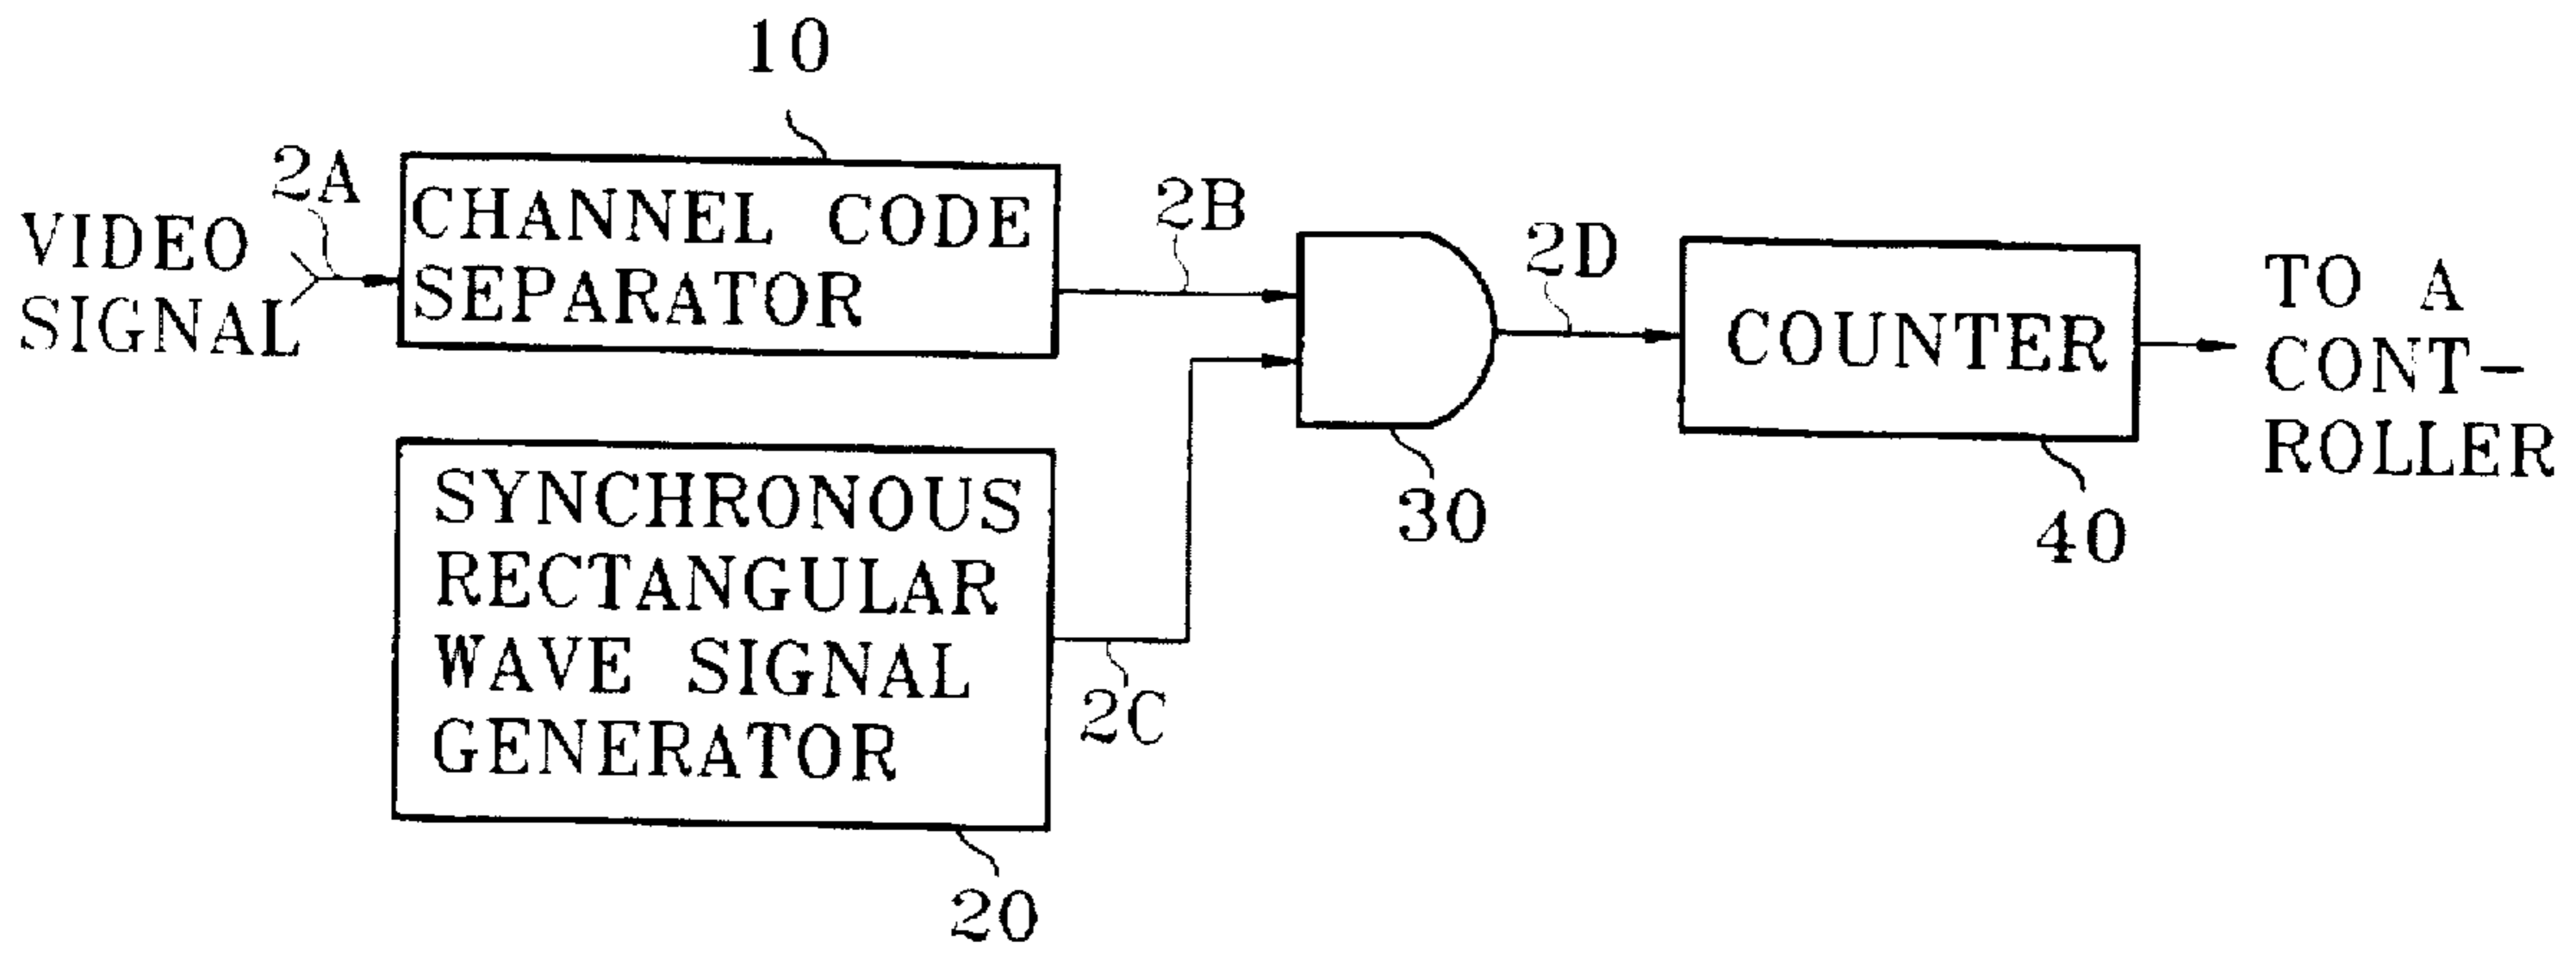 10
2A
VIDEO
SIGNAL
CHANNEL CODE
SEPARATOR
2B
2D
COUNTER
TO A
CONT-
ROLLER
30
40
SYNCHRONOUS
RECTANGULAR
WAVE SIGNAL
GENERATOR
2C
20